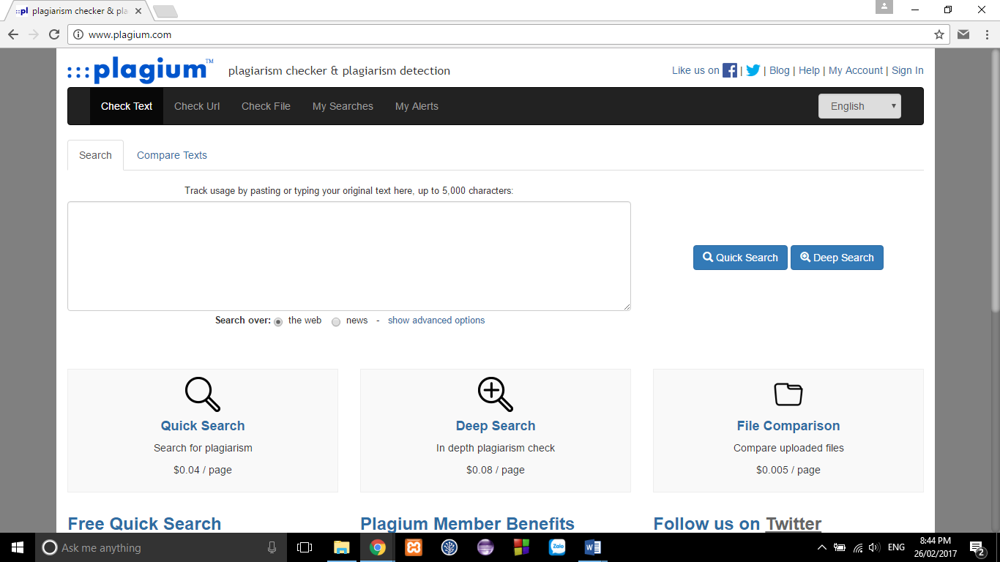 ::pl plagiarism checker & pla
www.plagium.com
:::plagium™ plagiarism checker & plagiarism detection
Like us on | | Blog | Help | My Account | Sign In
Check Text Check Url Check File My Searches My Alerts English
Search Compare Texts
Track usage by pasting or typing your original text here, up to 5,000 characters:
Quick Search Deep Search
Search over: the web news - show advanced options
Quick Search
Search for plagiarism
$0.04 / page
Deep Search
In depth plagiarism check
$0.08 / page
File Comparison
Compare uploaded files
$0.005 / page
Free Quick Search Plagium Member Benefits Follow us on Twitter
Ask me anything
Zalo
ENG
8:44 PM
26/02/2017
2